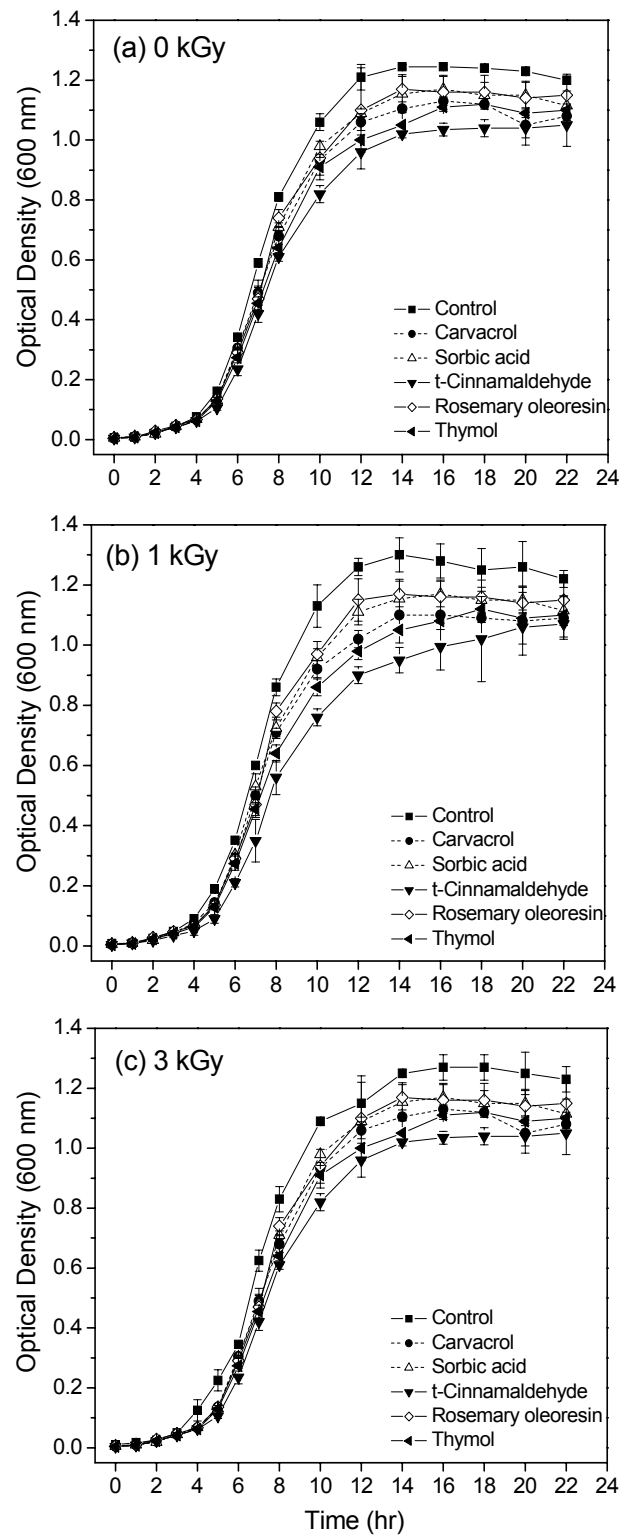 (a) 0 kGy
Optical Density (600 nm)
1.4
1.2
1.0
0.8
0.6
0.4
0.2
0.0
Control
Carvacrol
Sorbic acid
t-Cinnamaldehyde
Rosemary oleoresin
Thymol
0 2 4 6 8 10 12 14 16 18 20 22 24
(b) 1 kGy
Optical Density (600 nm)
1.4
1.2
1.0
0.8
0.6
0.4
0.2
0.0
Control
Carvacrol
Sorbic acid
t-Cinnamaldehyde
Rosemary oleoresin
Thymol
0 2 4 6 8 10 12 14 16 18 20 22 24
(c) 3 kGy
Optical Density (600 nm)
1.4
1.2
1.0
0.8
0.6
0.4
0.2
0.0
Control
Carvacrol
Sorbic acid
t-Cinnamaldehyde
Rosemary oleoresin
Thymol
0 2 4 6 8 10 12 14 16 18 20 22 24
Time (hr)